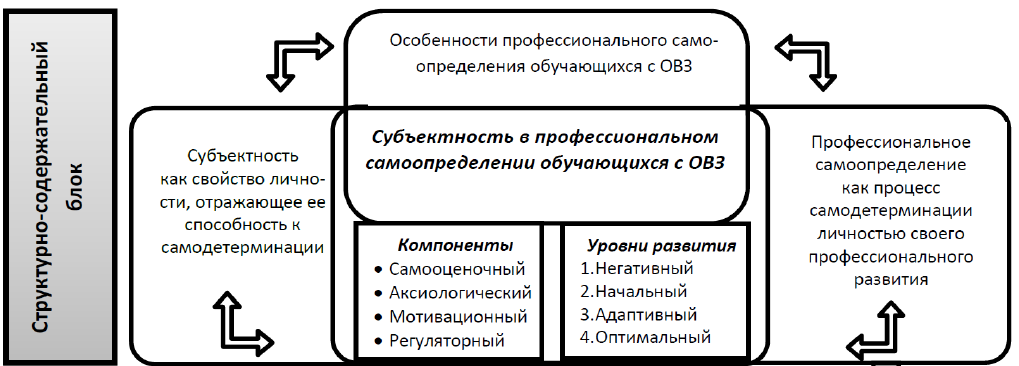 Структурно-содержательный
блок
Особенности профессионального само-
определения обучающихся с ОВЗ
Субъектность
как свойство лично-
сти, отражающее ее
способность к
самодетерминации
Субъектность в профессиональном
самоопределении обучающихся с ОВЗ
Компоненты
• Самооценочный
• Аксиологический
• Мотивационный
• Регуляторный
Уровни развития
1.Негативный
2.Начальный
3.Адаптивный
4.Оптимальный
Профессиональное
самоопределение
как процесс
самодетерминации
личностью своего
профессионального
развития